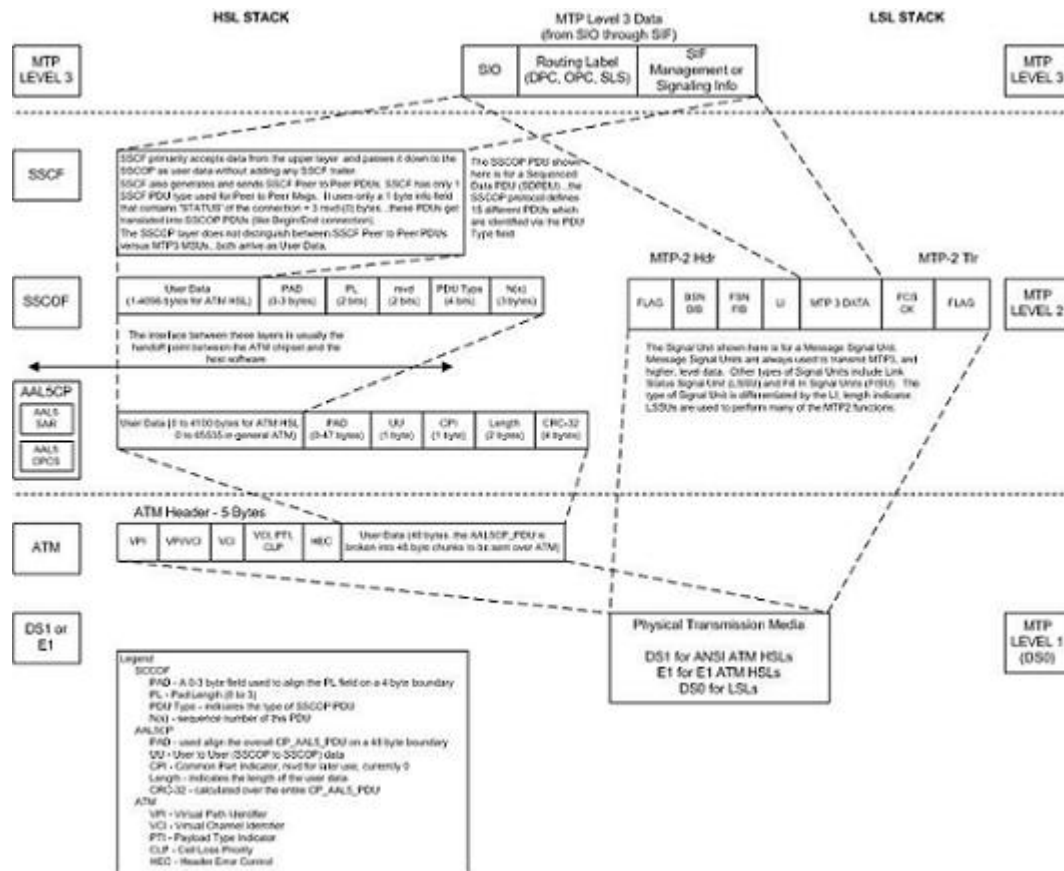 HSL STACK
MTP Level 3 Data
(from SIO through SIF)
LSL STACK
MTP
LEVEL 3
SIO
Routing Label
(DPC, OPC, SLS)
SIF
Management or
Signaling Info
MTP
LEVEL 3
SSCF
SSCF primarily accepts data from the upper layer and passes it down to the
SSCOP as user data without adding any SSCF trailer.
SSCF also generates and sends SSCF Peer to Peer PDUs. SSCF has only 1
SSCF PDU type used for Peer to Peer Msgs. It uses only a 1 byte info field
that contains "STATUS" of the connection + 3 rsvd (0) bytes...these PDUs get
translated into SSCOP PDUs (like Begin/End connection).
The SSCOP layer does not distinguish between SSCF Peer to Peer PDUs
versus MTP3 MSUs...both arrive as User Data.
The SSCOP PDU shown
here is for a Sequenced
Data PDU (SDPDU)...the
SSCOP protocol defines
15 different PDUs which
are identified via the PDU
Type field
MTP-2 Hdr
MTP-2 Tlr
SSCOP
User Data
(1-4096 bytes for ATM HSL)
PAD
(0-3 bytes)
PL
(2 bits)
rsvd
(2 bits)
PDU Type
(4 bits)
N(s)
(3 bytes)
FLAG
BSN
BIB
FSN
FIB
LI
MTP 3 DATA
FCS
CK
FLAG
MTP
LEVEL 2
The interface between these layers is usually the
handoff point between the ATM chipset and the
host software
The Signal Unit shown here is for a Message Signal Unit.
Message Signal Units are always used to transmit MTP3, and
higher, level data. Other types of Signal Units include Link
Status Signal Unit (LSSU) and Fill In Signal Units (FISU). The
type of Signal Unit is differentiated by the LI, length indicator.
LSSUs are used to perform many of the MTP2 functions.
AAL5CP
AAL5
SAR
AAL5
CPCS
User Data (0 to 4100 bytes for ATM HSL
0 to 65535 in general ATM)
PAD
(0-47 bytes)
UU
(1 byte)
CPI
(1 byte)
Length
(2 bytes)
CRC-32
(4 bytes)
ATM Header - 5 Bytes
ATM
VPI
VPI/VCI
VCI
VCI, PTI,
CLP
HEC
User Data (48 bytes, the AAL5CP_PDU is
broken into 48 byte chunks to be sent over ATM)
DS1 or
E1
Physical Transmission Media
DS1 for ANSI ATM HSLs
E1 for E1 ATM HSLs
DS0 for LSLs
MTP
LEVEL 1
(DS0)
Legend
SSCOP
PAD - A 0-3 byte field used to align the PL field on a 4 byte boundary
PL - Pad Length (0 to 3)
PDU Type - indicates the type of SSCOP PDU
N(s) - sequence number of this PDU
AAL5CP
PAD - used align the overall CP_AAL5_PDU on a 48 byte boundary
UU - User to User (SSCOP to SSCOP) data
CPI - Common Part Indicator, rsvd for later use, currently 0
Length - indicates the length of the user data
CRC-32 - calculated over the entire CP_AAL5_PDU
ATM
VPI - Virtual Path Identifier
VCI - Virtual Channel Identifier
PTI - Payload Type Indicator
CLP - Cell Loss Priority
HEC - Header Error Control